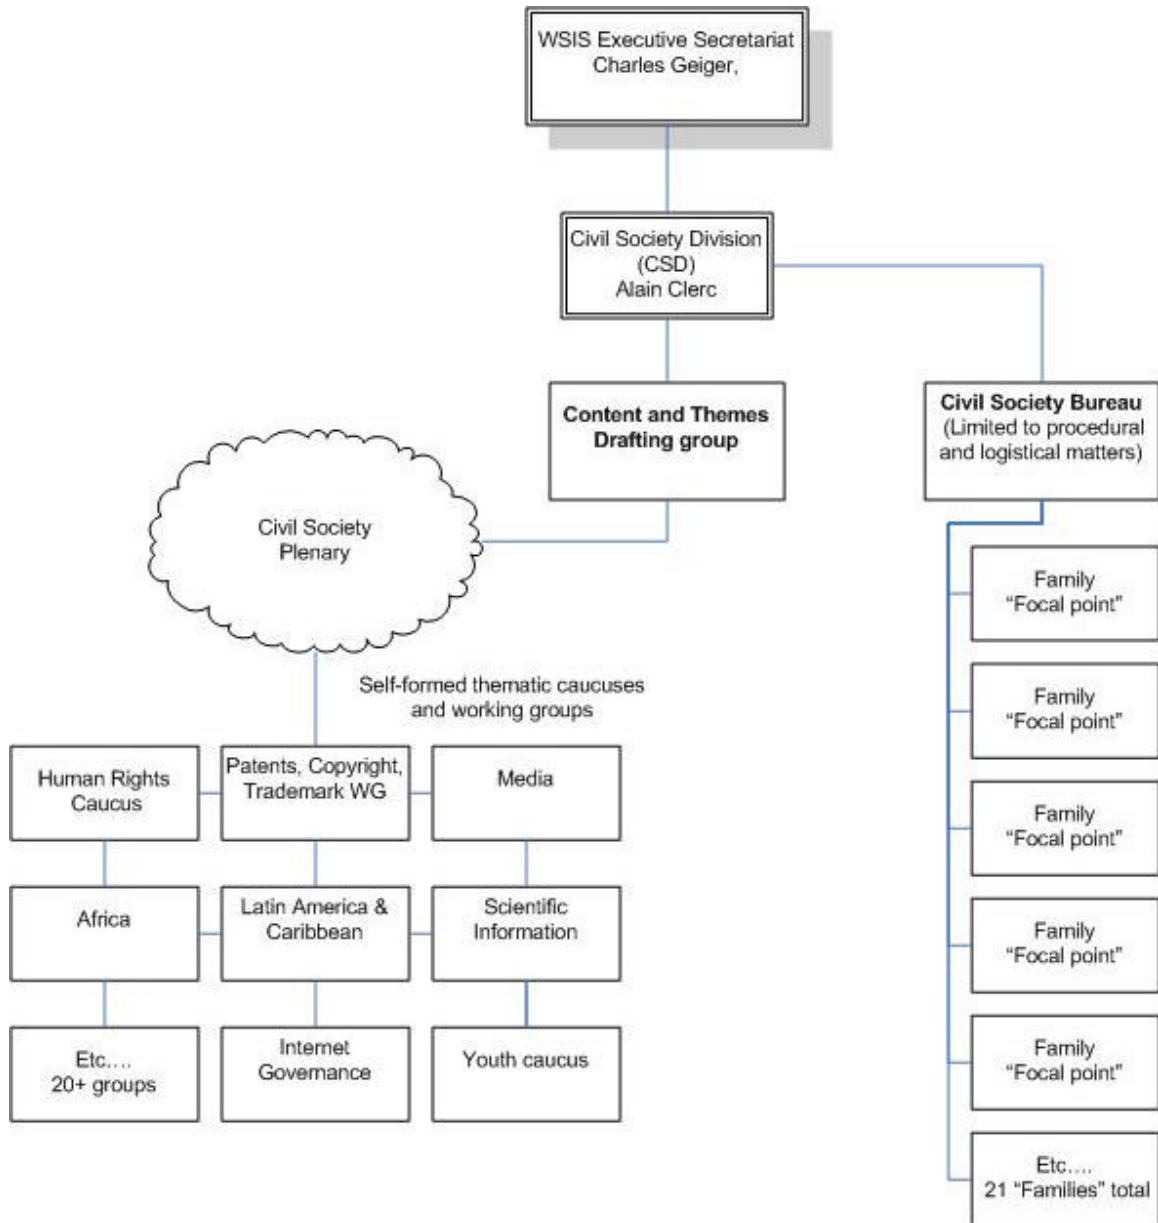 WSIS Executive Secretariat
Charles Geiger,
Civil Society Division
(CSD)
Alain Clerc
Content and Themes
Drafting group
Civil Society Bureau
(Limited to procedural
and logistical matters)
Civil Society
Plenary
Self-formed thematic caucuses
and working groups
Human Rights
Caucus
Patents, Copyright,
Trademark WG
Media
Africa
Latin America &
Caribbean
Scientific
Information
Etc....
20+ groups
Internet
Governance
Youth caucus
Family
“Focal point”
Family
“Focal point”
Family
“Focal point”
Family
“Focal point”
Family
“Focal point”
Etc....
21 “Families” total